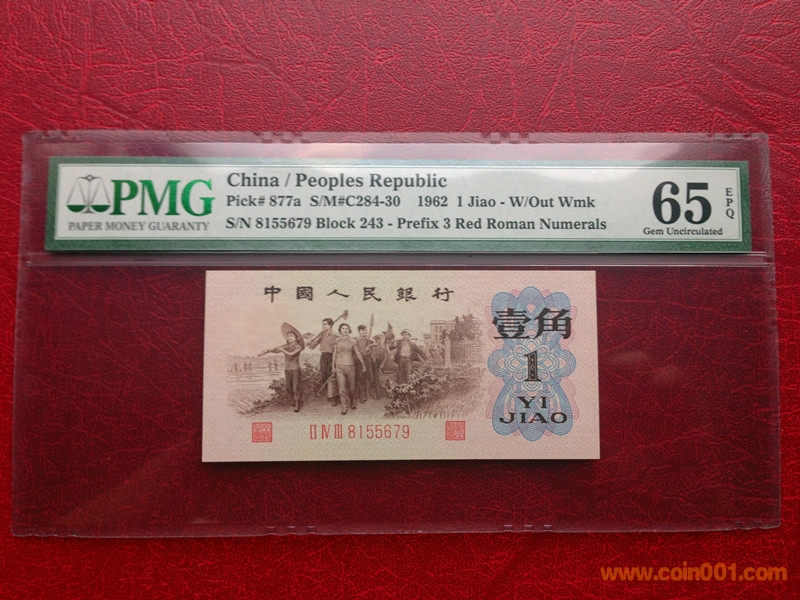 PMG
PAPER MONEY GUARANTY
China / Peoples Republic
Pick# 877a S/M#C284-30 1962 1 Jiao - W/Out Wmk
S/N 8155679 Block 243 - Prefix 3 Red Roman Numerals
65 EPQ
Gem Uncirculated
中國人民銀行
壹角
1
YI
JIAO
II IV III 8155679
www.coin001.com